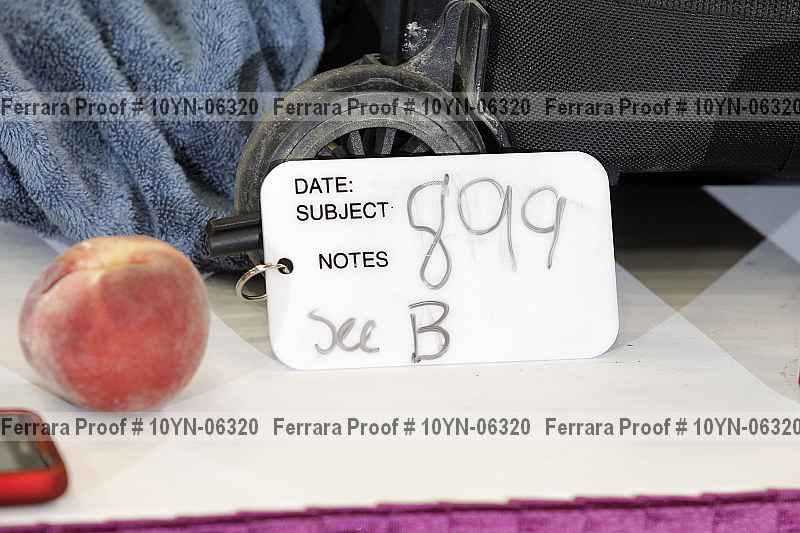 Ferrara Proof # 10YN-06320 Ferrara Proof # 10YN-06320 Ferrara Proof # 10YN-06320
DATE:
SUBJECT 899
NOTES
see B
Ferrara Proof # 10YN-06320 Ferrara Proof # 10YN-06320 Ferrara Proof # 10YN-06320